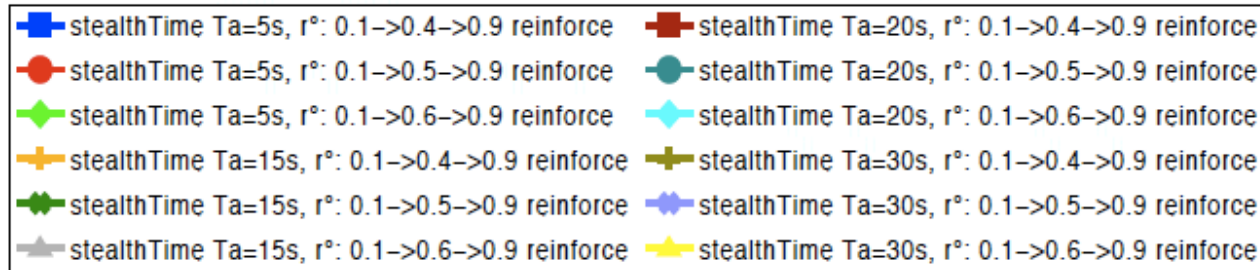 stealthTime Ta=5s, r°: 0.1−>0.4−>0.9 reinforce
stealthTime Ta=5s, r°: 0.1−>0.5−>0.9 reinforce
stealthTime Ta=5s, r°: 0.1−>0.6−>0.9 reinforce
stealthTime Ta=15s, r°: 0.1−>0.4−>0.9 reinforce
stealthTime Ta=15s, r°: 0.1−>0.5−>0.9 reinforce
stealthTime Ta=15s, r°: 0.1−>0.6−>0.9 reinforce
stealthTime Ta=20s, r°: 0.1−>0.4−>0.9 reinforce
stealthTime Ta=20s, r°: 0.1−>0.5−>0.9 reinforce
stealthTime Ta=20s, r°: 0.1−>0.6−>0.9 reinforce
stealthTime Ta=30s, r°: 0.1−>0.4−>0.9 reinforce
stealthTime Ta=30s, r°: 0.1−>0.5−>0.9 reinforce
stealthTime Ta=30s, r°: 0.1−>0.6−>0.9 reinforce